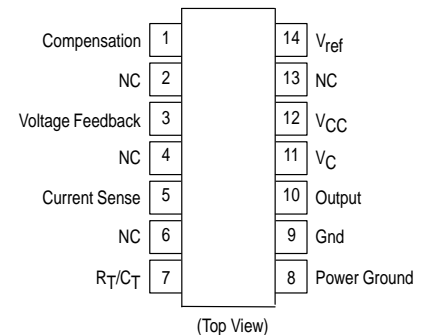 Compensation 1 14 Vref
NC 2 13 NC
Voltage Feedback 3 12 VCC
NC 4 11 VC
Current Sense 5 10 Output
NC 6 9 Gnd
RT/CT 7 8 Power Ground
(Top View)